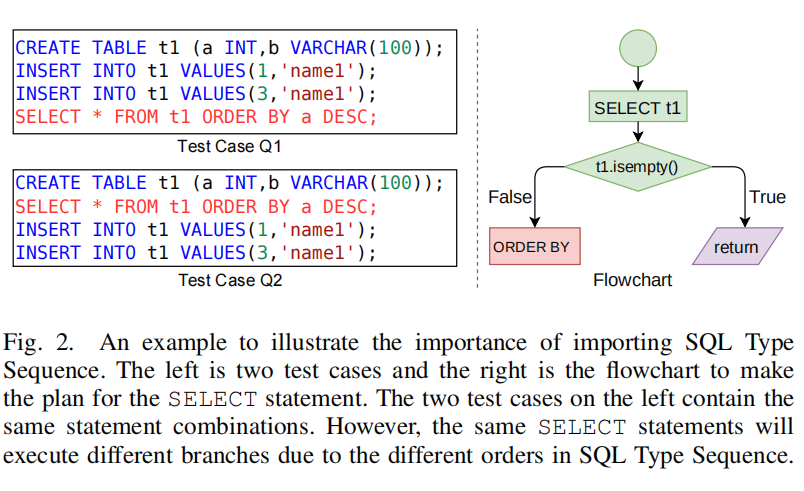 CREATE TABLE t1 (a INT,b VARCHAR(100));
INSERT INTO t1 VALUES(1,'name1');
INSERT INTO t1 VALUES(3,'name1');
SELECT * FROM t1 ORDER BY a DESC;
Test Case Q1
CREATE TABLE t1 (a INT,b VARCHAR(100));
SELECT * FROM t1 ORDER BY a DESC;
INSERT INTO t1 VALUES(1,'name1');
INSERT INTO t1 VALUES(3,'name1');
Test Case Q2
SELECT t1
t1.isempty()
False
True
ORDER BY
return
Flowchart
Fig. 2. An example to illustrate the importance of importing SQL Type
Sequence. The left is two test cases and the right is the flowchart to make
the plan for the SELECT statement. The two test cases on the left contain the
same statement combinations. However, the same SELECT statements will
execute different branches due to the different orders in SQL Type Sequence.